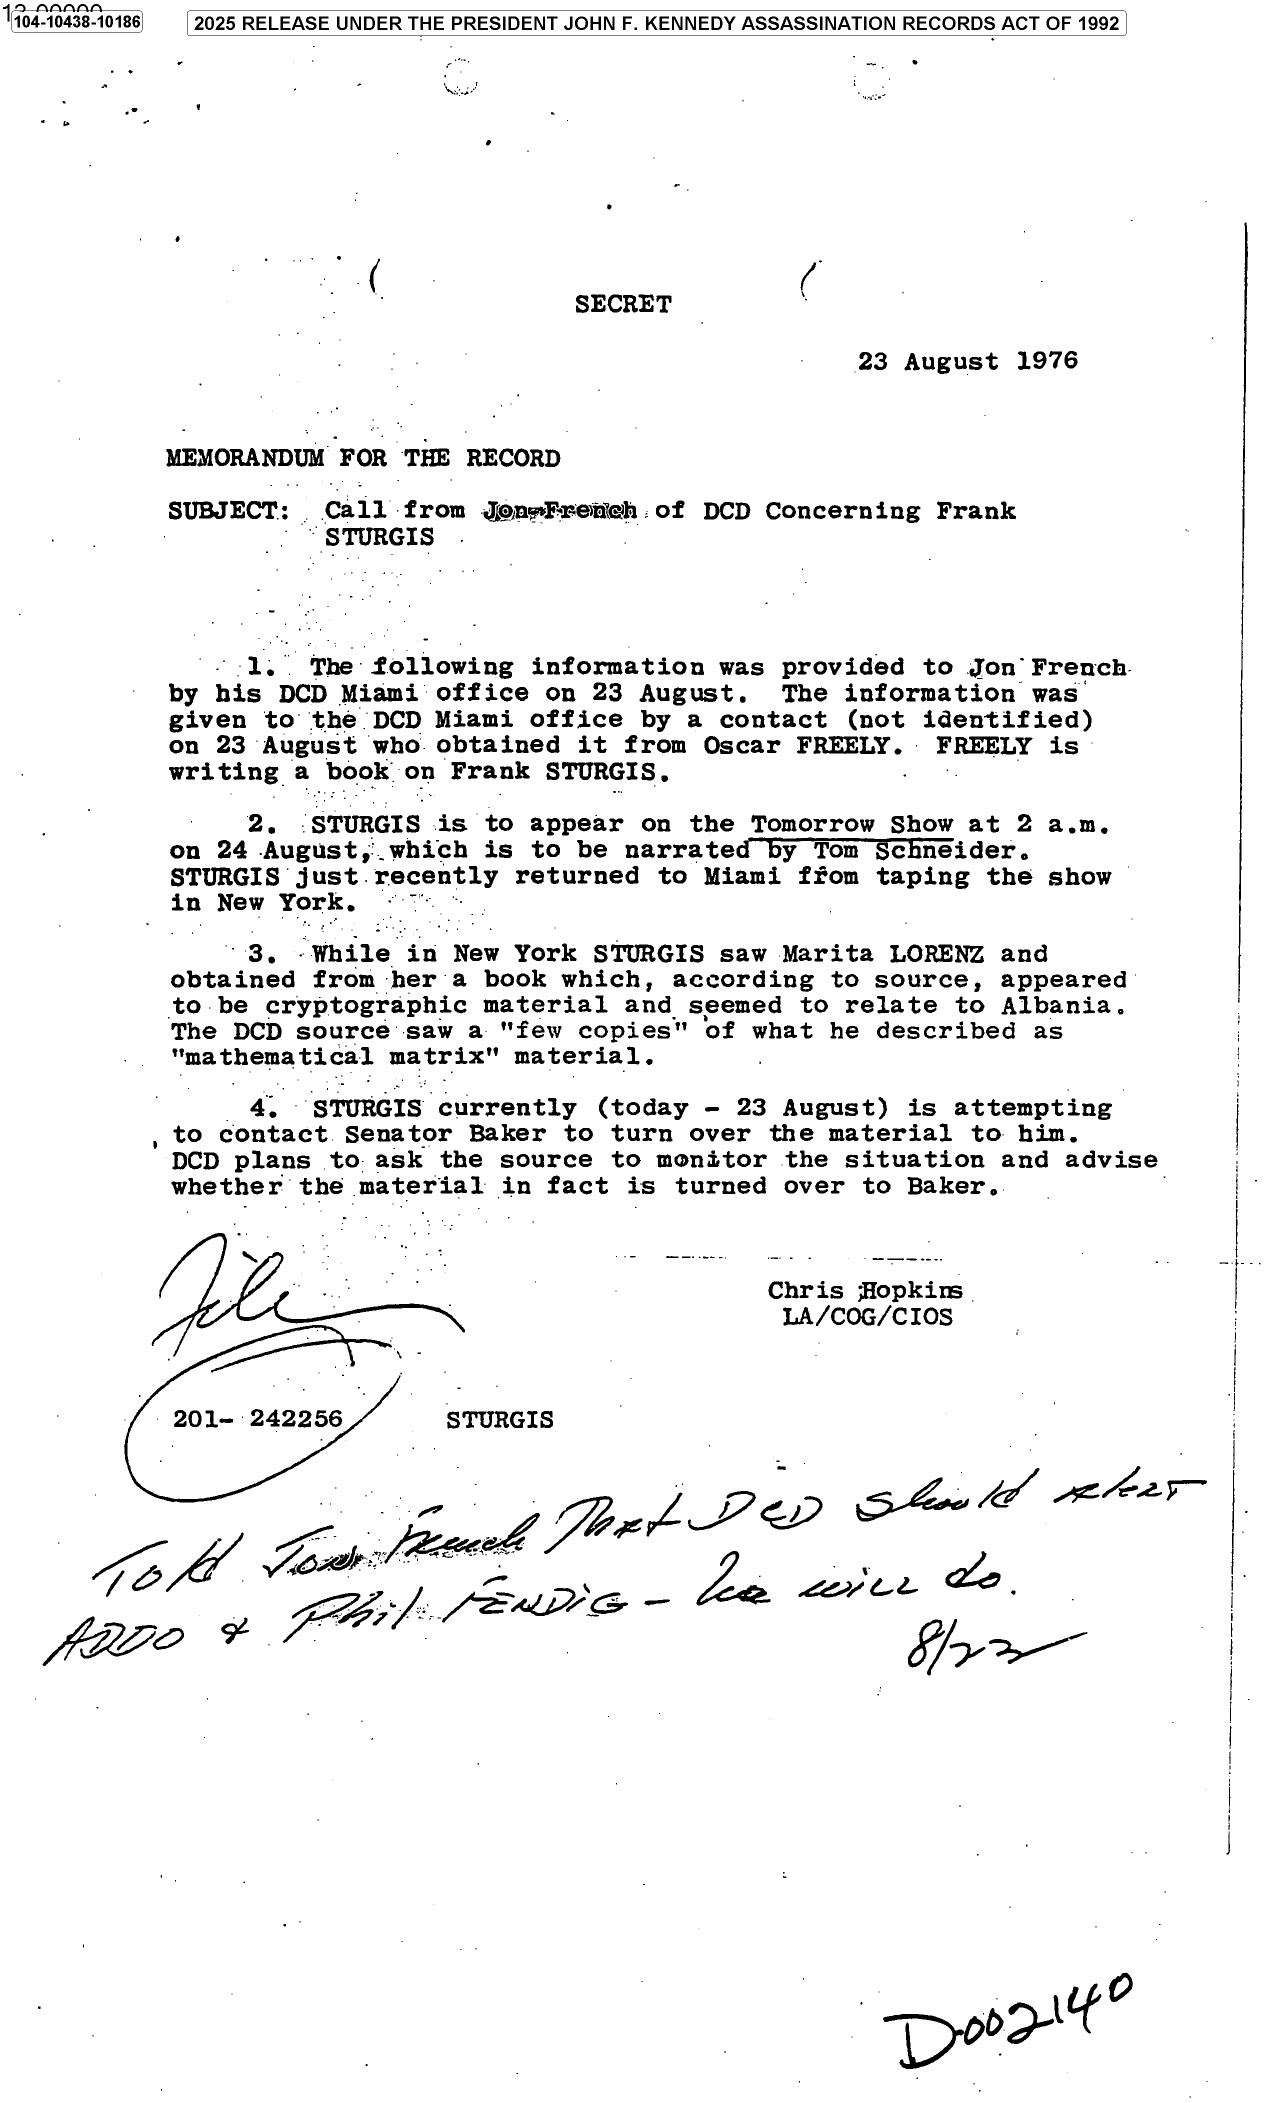 104-10438-10186
2025 RELEASE UNDER THE PRESIDENT JOHN F. KENNEDY ASSASSINATION RECORDS ACT OF 1992
SECRET
23 August 1976
MEMORANDUM FOR THE RECORD
SUBJECT: Call from Jon French of DCD Concerning Frank
STURGIS
1. The following information was provided to Jon French
by his DCD Miami office on 23 August. The information was
given to the DCD Miami office by a contact (not identified)
on 23 August who obtained it from Oscar FREELY. FREELY is
writing a book on Frank STURGIS.
2. STURGIS is to appear on the Tomorrow Show at 2 a.m.
on 24 August, which is to be narrated by Tom Schneider.
STURGIS just recently returned to Miami from taping the show
in New York.
3. While in New York STURGIS saw Marita LORENZ and
obtained from her a book which, according to source, appeared
to be cryptographic material and seemed to relate to Albania.
The DCD source saw a "few copies" of what he described as
"mathematical matrix" material.
4. STURGIS currently (today - 23 August) is attempting
to contact Senator Baker to turn over the material to him.
DCD plans to ask the source to monitor the situation and advise
whether the material in fact is turned over to Baker.
Chris Hopkins
LA/COG/CIOS
File
201- 242256 STURGIS
Told Jon French That DCD should alert
ADDO & Phil FENDIG - he will do.
8/23
D002140